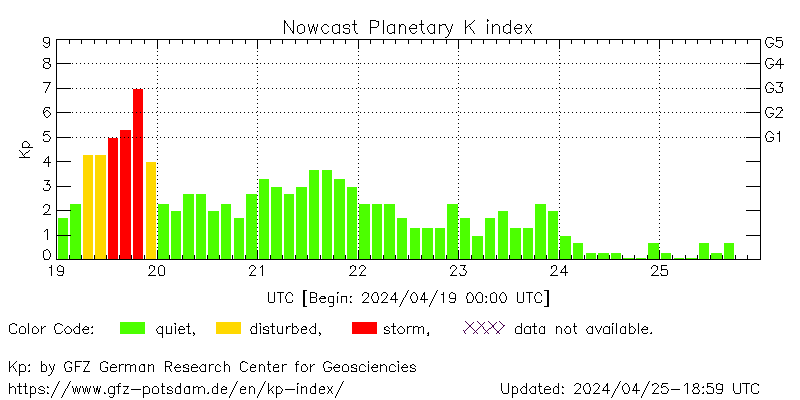 Nowcast Planetary K index
9 G5
8 G4
7 G3
6 G2
5 G1
Kp
4
3
2
1
0
19 20 21 22 23 24 25
UTC [Begin: 2024/04/19 00:00 UTC]
Color Code: quiet, disturbed, storm, data not available.
Kp: by GFZ German Research Center for Geosciencies
https://www.gfz-potsdam.de/en/kp-index/ Updated: 2024/04/25-18:59 UTC